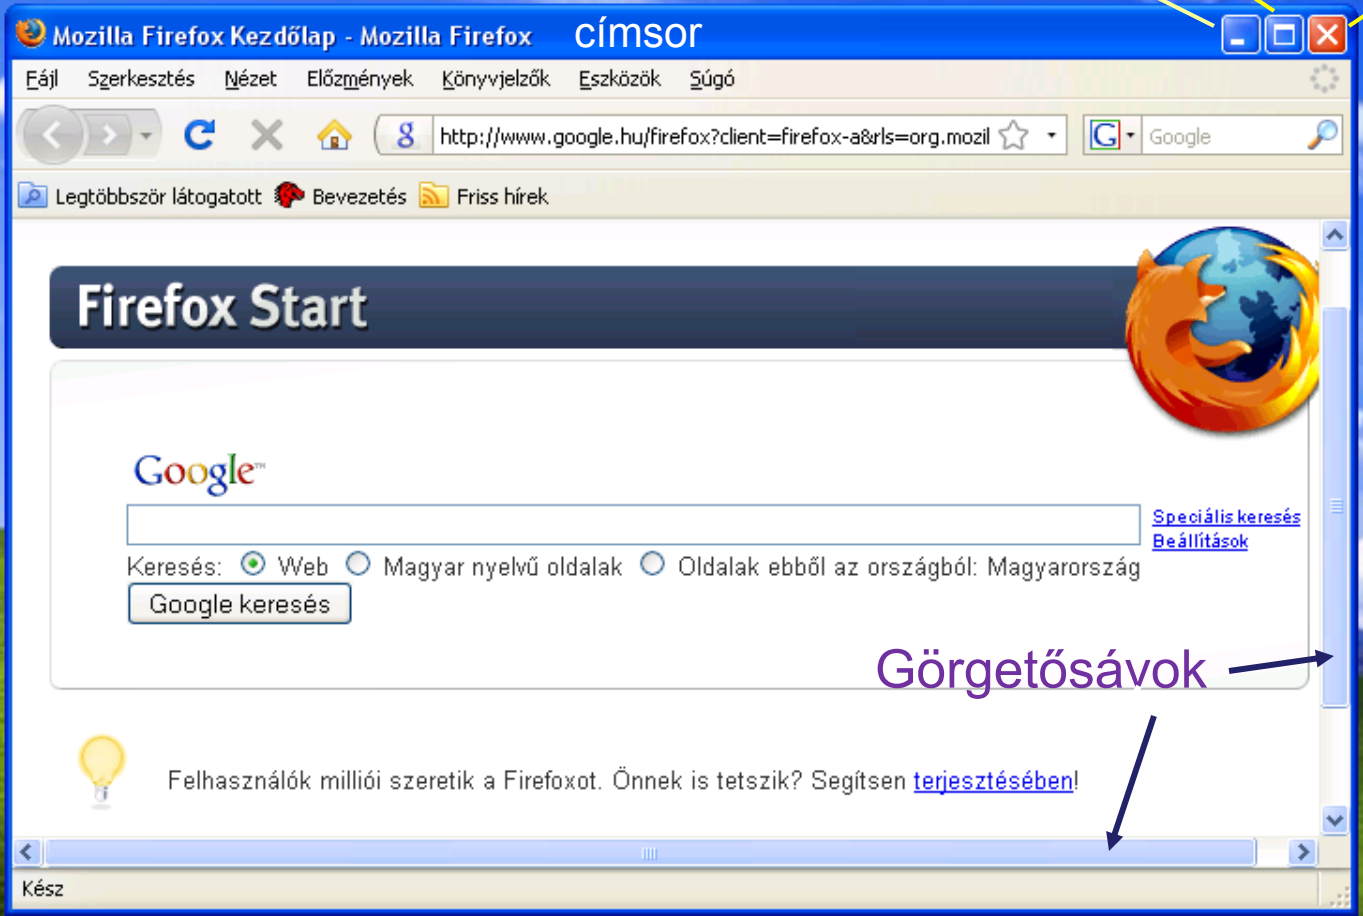 Mozilla Firefox Kezdőlap - Mozilla Firefox címsor
Fájl Szerkesztés Nézet Előzmények Könyvjelzők Eszközök Súgó
g http://www.google.hu/firefox?client=firefox-a&rls=org.mozil G Google
Legtöbbször látogatott Bevezetés Friss hírek
Firefox Start
Google™
Speciális keresés
Beállítások
Keresés: Web Magyar nyelvű oldalak Oldalak ebből az országból: Magyarország
Google keresés
Görgetősávok
Felhasználók milliói szeretik a Firefoxot. Önnek is tetszik? Segítsen terjesztésében!
Kész